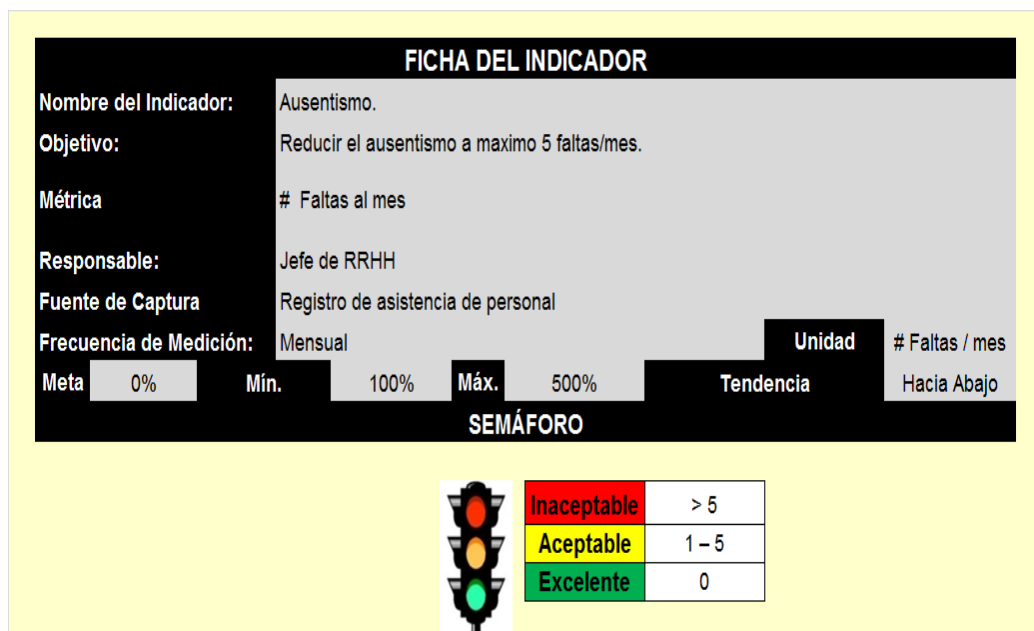 FICHA DEL INDICADOR
Nombre del Indicador: Ausentismo.
Objetivo: Reducir el ausentismo a maximo 5 faltas/mes.
Métrica # Faltas al mes
Responsable: Jefe de RRHH
Fuente de Captura Registro de asistencia de personal
Frecuencia de Medición: Mensual Unidad # Faltas / mes
Meta 0% Mín. 100% Máx. 500% Tendencia Hacia Abajo
SEMÁFORO
Inaceptable > 5
Aceptable 1 – 5
Excelente 0